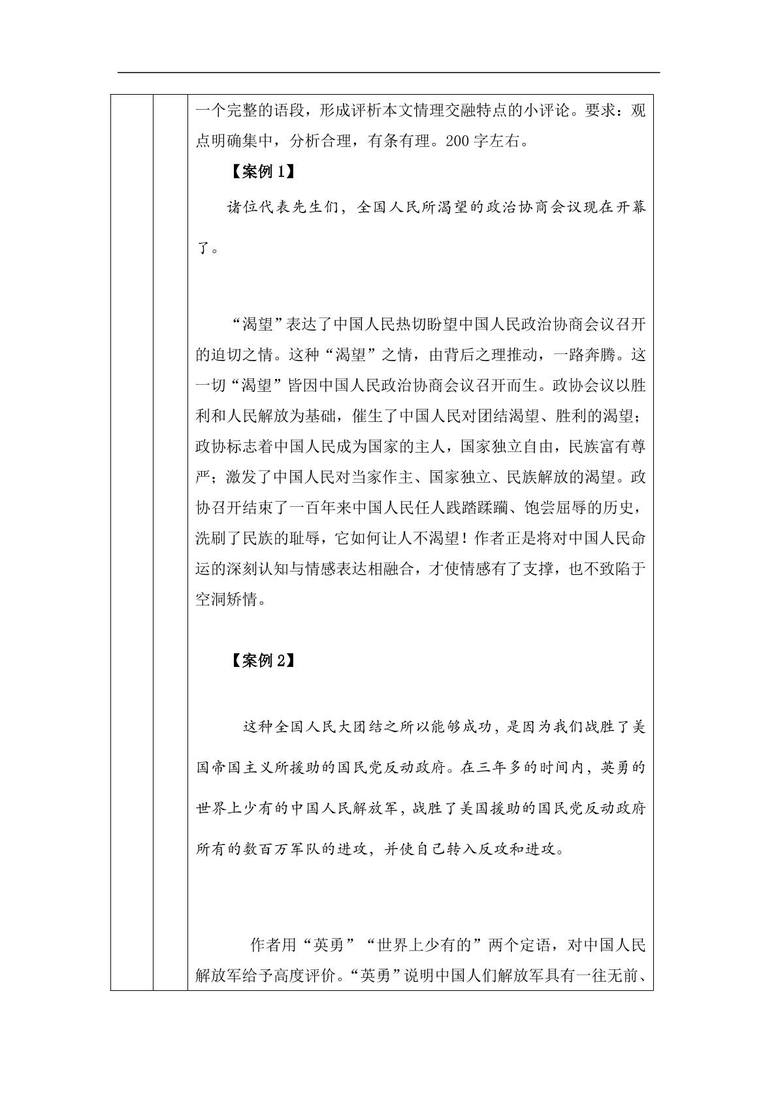 一个完整的语段，形成评析本文情理交融特点的小评论。要求：观
点明确集中，分析合理，有条有理。200 字左右。
【案例 1】
诸位代表先生们，全国人民所渴望的政治协商会议现在开幕
了。
“渴望”表达了中国人民热切盼望中国人民政治协商会议召开
的迫切之情。这种“渴望”之情，由背后之理推动，一路奔腾。这
一切“渴望”皆因中国人民政治协商会议召开而生。政协会议以胜
利和人民解放为基础，催生了中国人民对团结渴望、胜利的渴望；
政协标志着中国人民成为国家的主人，国家独立自由，民族富有尊
严；激发了中国人民对当家作主、国家独立、民族解放的渴望。政
协召开结束了一百年来中国人民任人践踏蹂躏、饱尝屈辱的历史，
洗刷了民族的耻辱，它如何让人不渴望！作者正是将对中国人民命
运的深刻认知与情感表达相融合，才使情感有了支撑，也不致陷于
空洞矫情。
【案例 2】
这种全国人民大团结之所以能够成功，是因为我们战胜了美
国帝国主义所援助的国民党反动政府。在三年多的时间内，英勇的
世界上少有的中国人民解放军，战胜了美国援助的国民党反动政府
所有的数百万军队的进攻，并使自己转入反攻和进攻。
作者用“英勇”“世界上少有的”两个定语，对中国人民
解放军给予高度评价。“英勇”说明中国人们解放军具有一往无前、